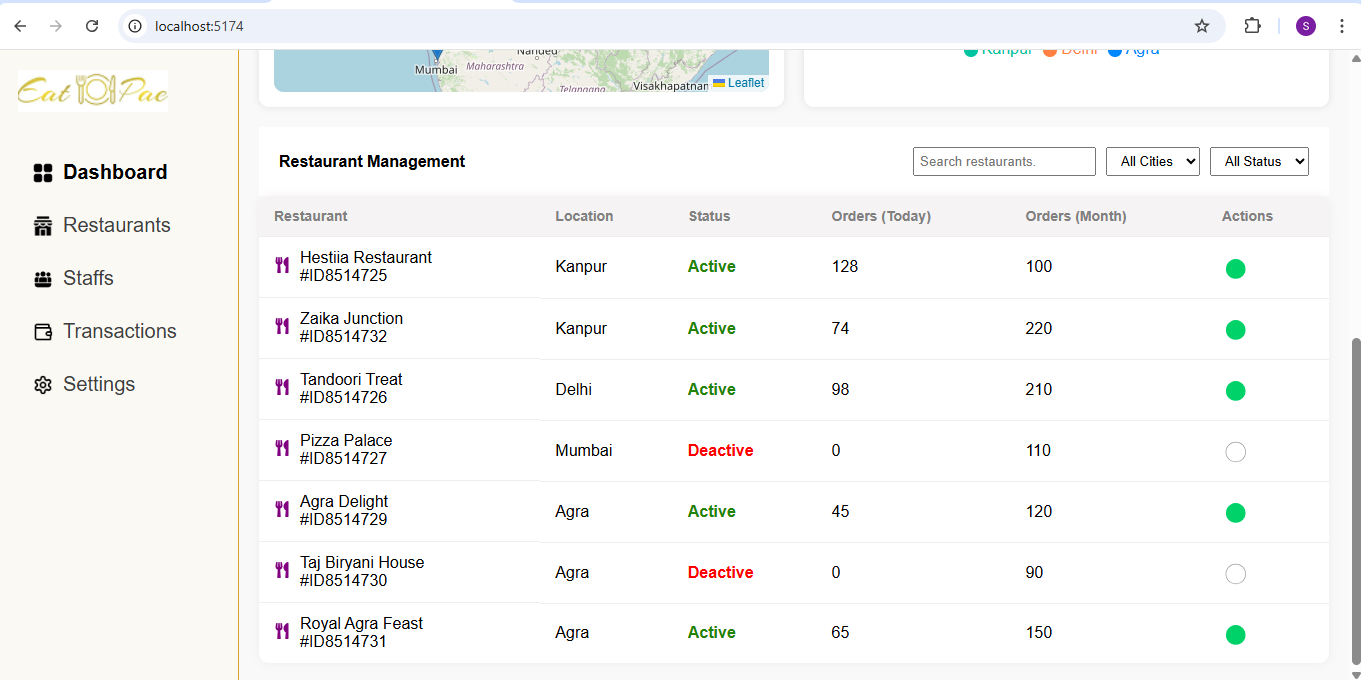 localhost:5174
S
Eat Pac
Dashboard
Restaurants
Staffs
Transactions
Settings
Nanded
Mumbai
Maharashtra
Telangana
Visakhapatnam
Leaflet
Kanpur Delhi Agra
Restaurant Management
Search restaurants.
All Cities
All Status
Restaurant Location Status Orders (Today) Orders (Month) Actions
Hestiia Restaurant
#ID8514725
Kanpur Active 128 100
Zaika Junction
#ID8514732
Kanpur Active 74 220
Tandoori Treat
#ID8514726
Delhi Active 98 210
Pizza Palace
#ID8514727
Mumbai Deactive 0 110
Agra Delight
#ID8514729
Agra Active 45 120
Taj Biryani House
#ID8514730
Agra Deactive 0 90
Royal Agra Feast
#ID8514731
Agra Active 65 150